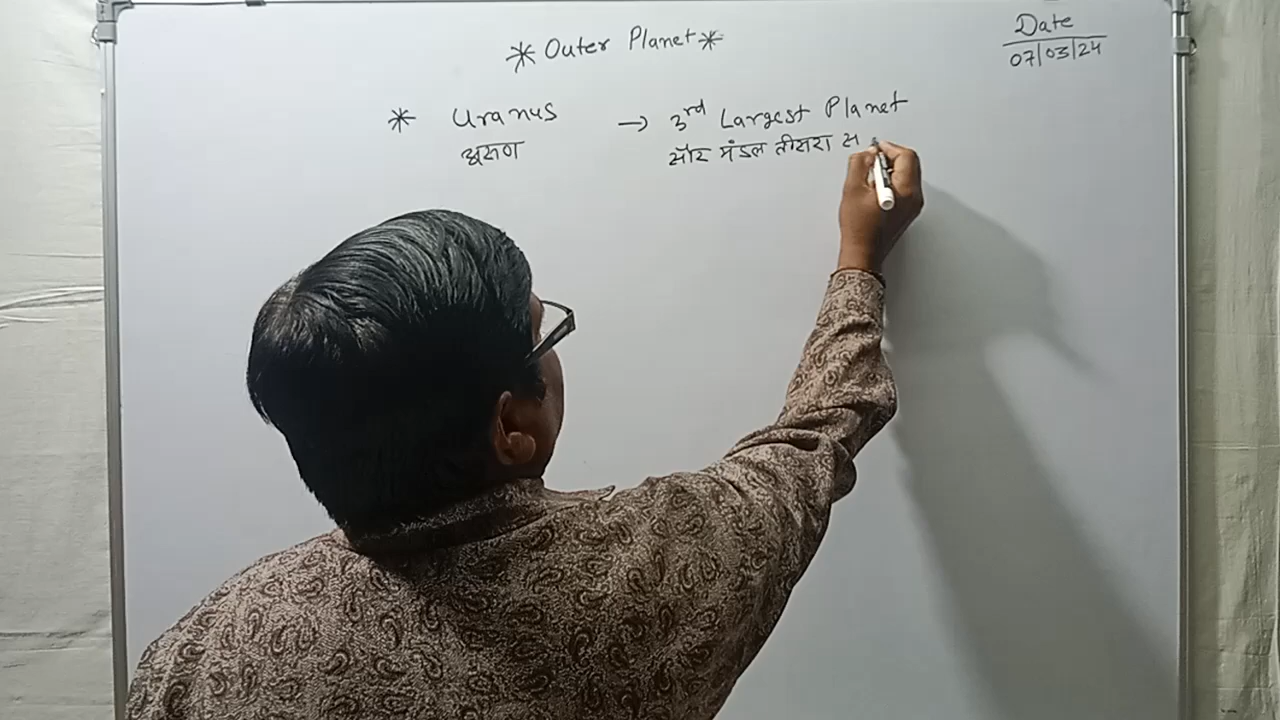 * Outer Planet *
Date
07/03/24
* Uranus → 3rd Largest Planet
अरुण
सौर मंडल तीसरा स